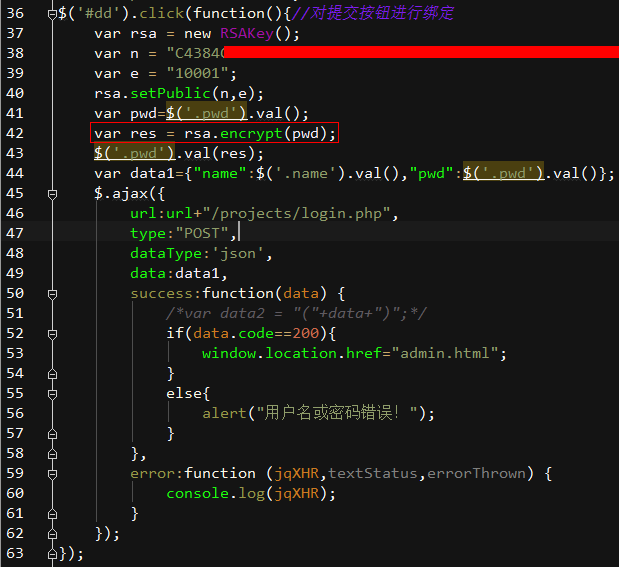 36 $('#dd').click(function(){//对提交按钮进行绑定
37 var rsa = new RSAKey();
38 var n = "C4384
39 var e = "10001";
40 rsa.setPublic(n,e);
41 var pwd=$('.pwd').val();
42 var res = rsa.encrypt(pwd);
43 $('.pwd').val(res);
44 var data1={"name":$('.name').val(),"pwd":$('.pwd').val()};
45 $.ajax({
46 url:url+"/projects/login.php",
47 type:"POST",
48 dataType:'json',
49 data:data1,
50 success:function(data) {
51 /*var data2 = "("+data+")";*/
52 if(data.code==200){
53 window.location.href="admin.html";
54 }
55 else{
56 alert("用户名或密码错误！");
57 }
58 },
59 error:function (jqXHR,textStatus,errorThrown) {
60 console.log(jqXHR);
61 }
62 });
63 });